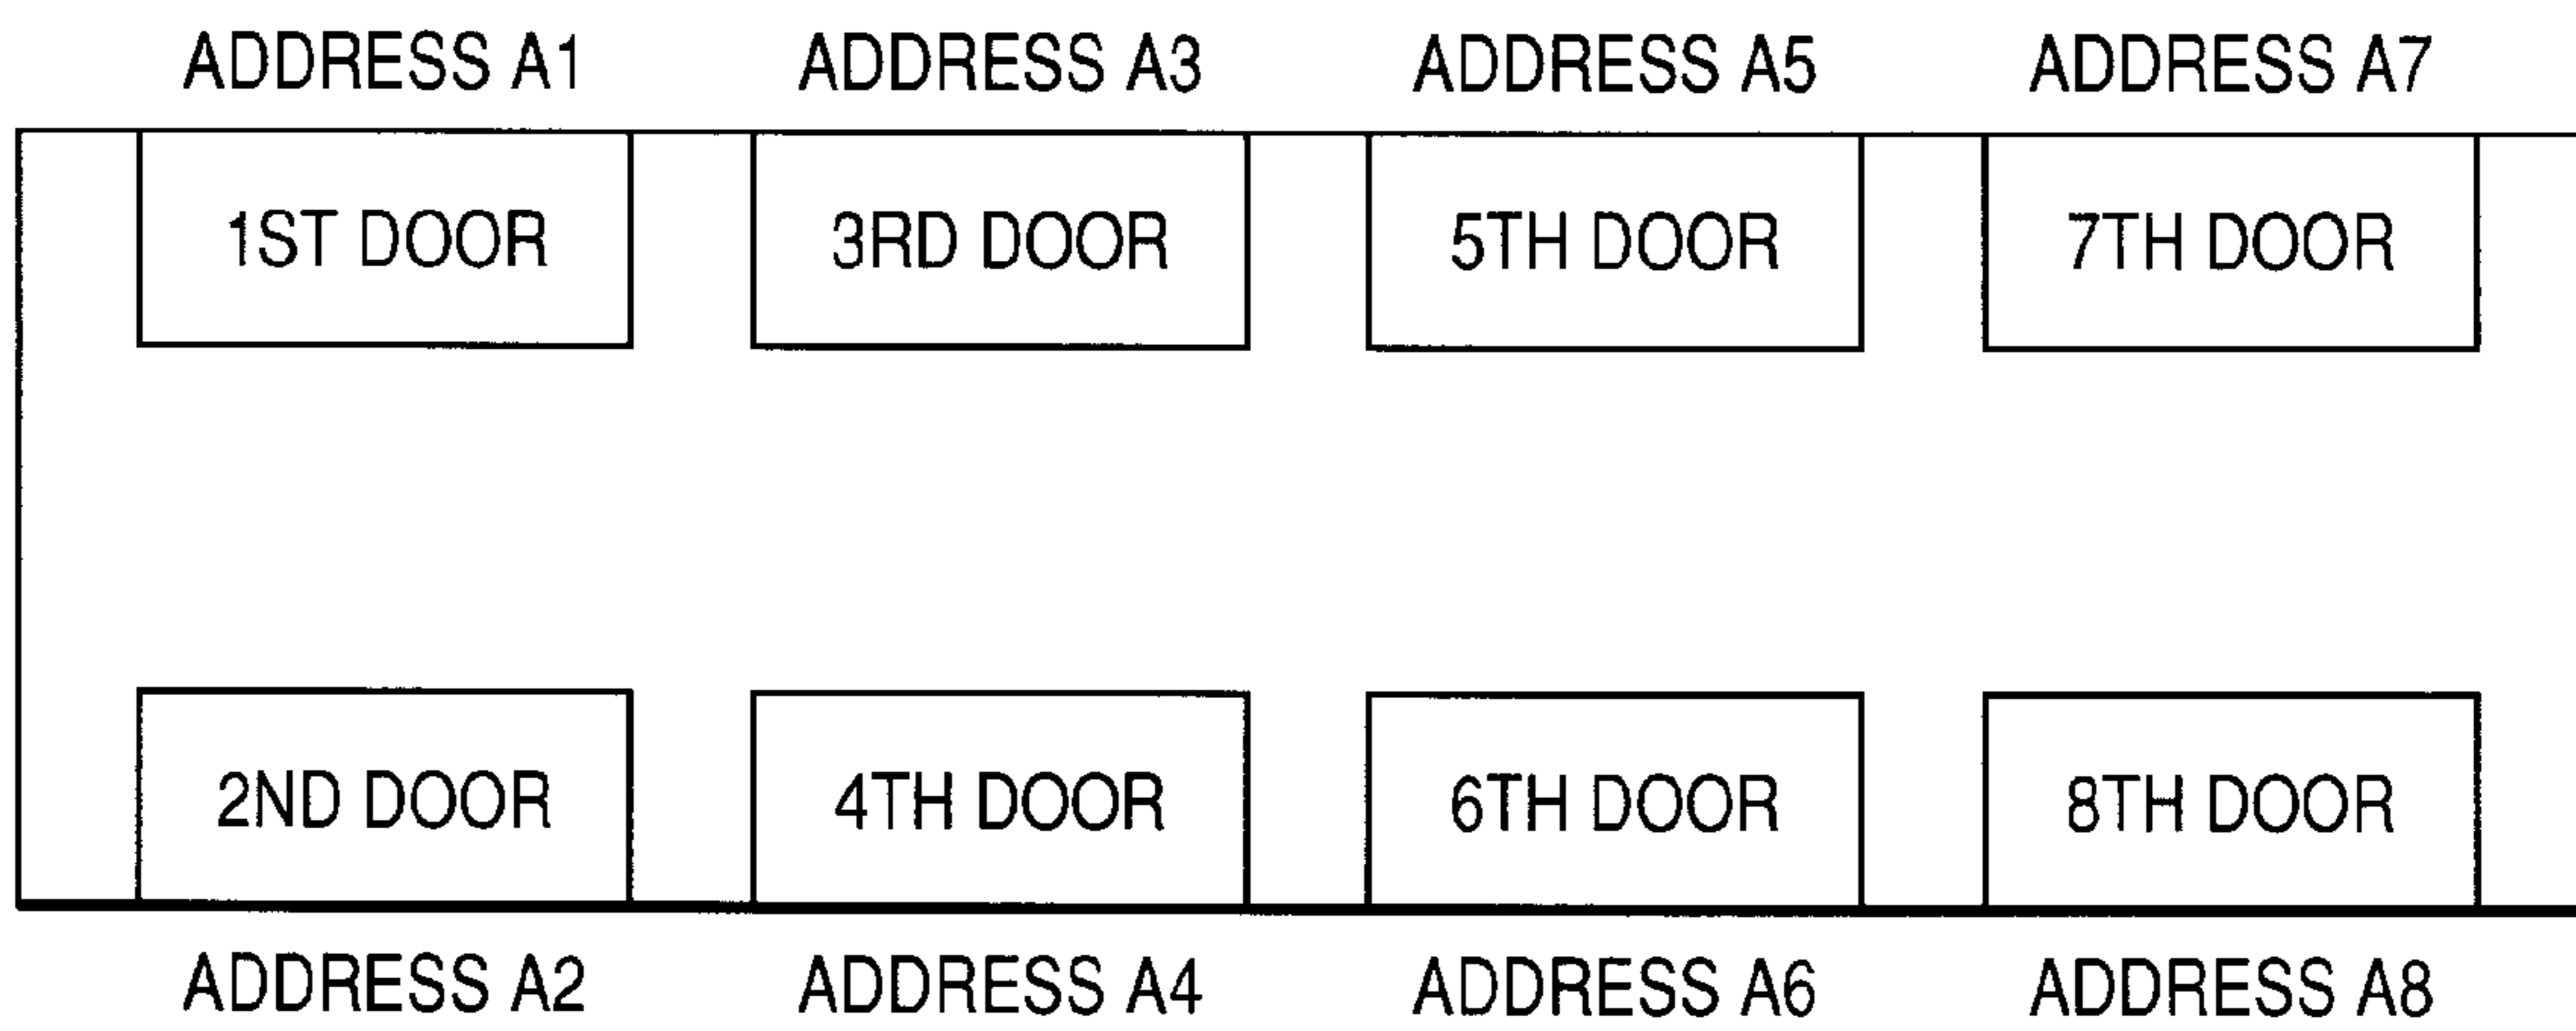 ADDRESS A1 ADDRESS A3 ADDRESS A5 ADDRESS A7
1ST DOOR 3RD DOOR 5TH DOOR 7TH DOOR
2ND DOOR 4TH DOOR 6TH DOOR 8TH DOOR
ADDRESS A2 ADDRESS A4 ADDRESS A6 ADDRESS A8